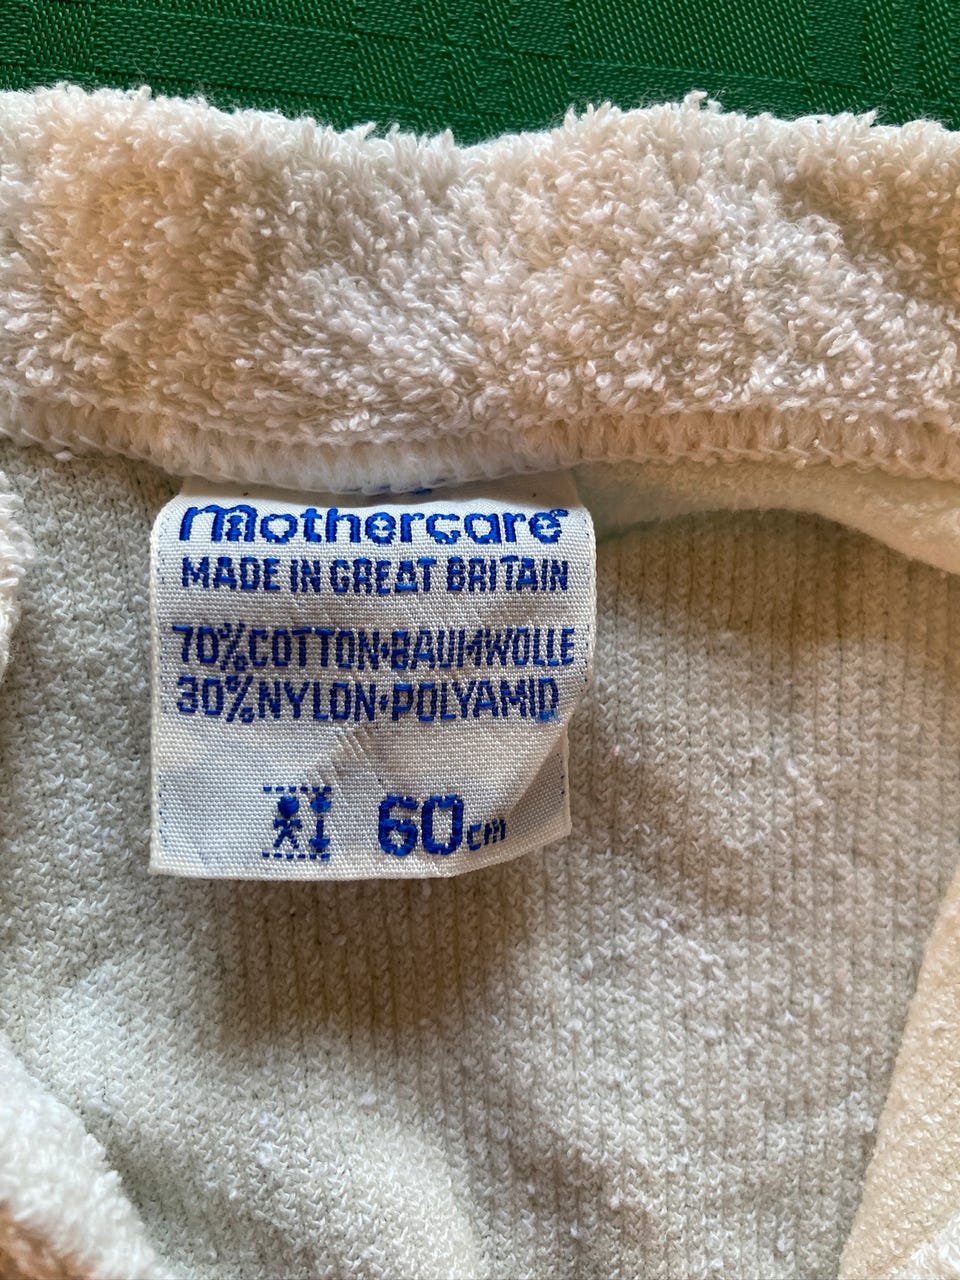 mothercare®
MADE IN GREAT BRITAIN
70% COTTON•BAUMWOLLE
30% NYLON•POLYAMID
60cm